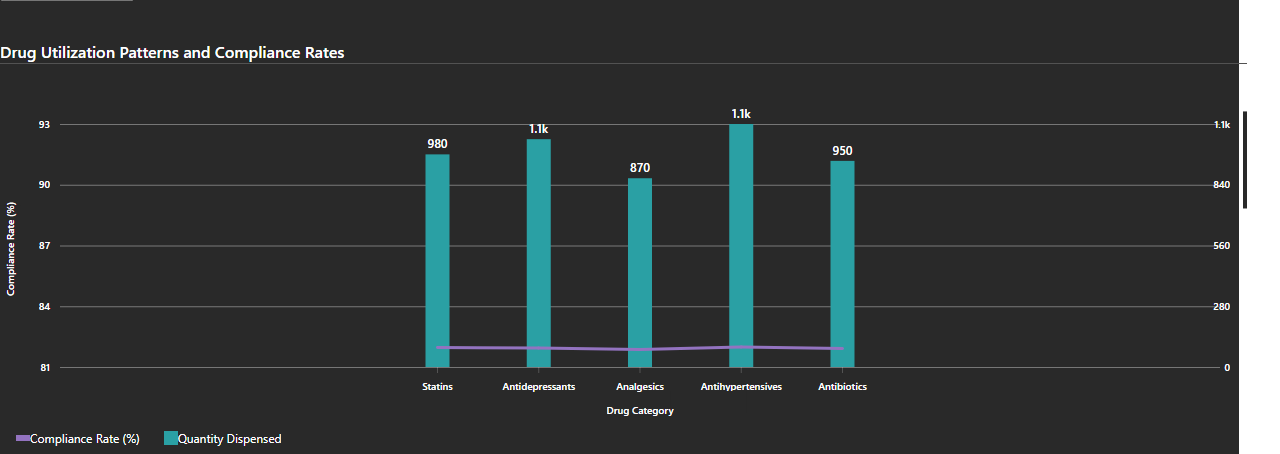 Drug Utilization Patterns and Compliance Rates
93
90
87
84
81
Compliance Rate (%)
980
1.1k
870
1.1k
950
1.1k
840
560
280
0
Statins
Antidepressants
Analgesics
Antihypertensives
Antibiotics
Drug Category
Compliance Rate (%)
Quantity Dispensed